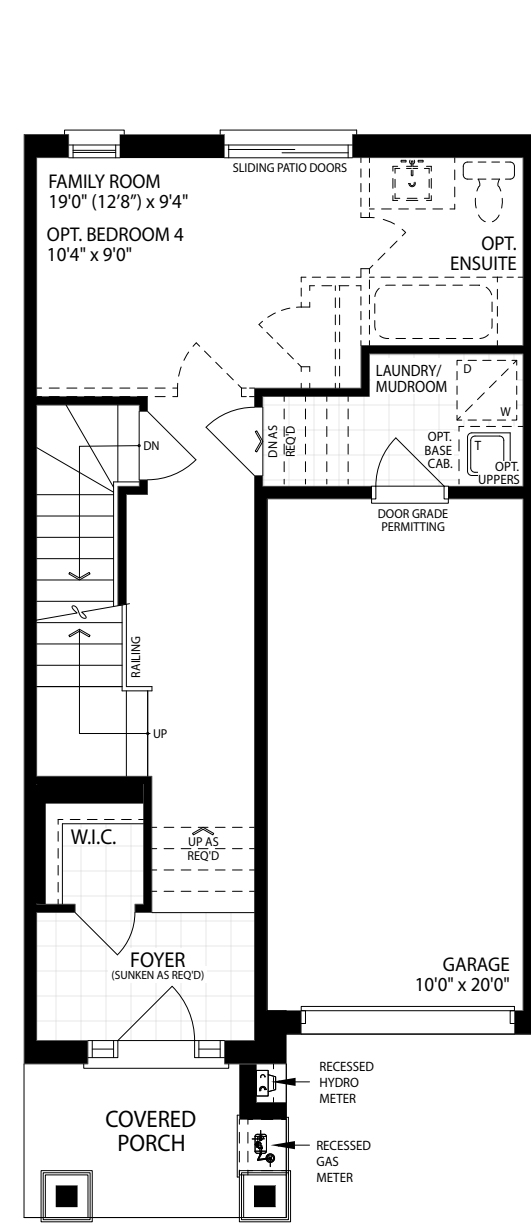 SLIDING PATIO DOORS
FAMILY ROOM
19'0" (12'8") x 9'4"
OPT. BEDROOM 4
10'4" x 9'0"
OPT.
ENSUITE
LAUNDRY/
MUDROOM
D
W
DN
DN AS
REQ'D
OPT.
BASE
CAB.
T
OPT.
UPPERS
DOOR GRADE
PERMITTING
RAILING
UP
W.I.C.
UP AS
REQ'D
FOYER
(SUNKEN AS REQ'D)
GARAGE
10'0" x 20'0"
RECESSED
HYDRO
METER
COVERED
PORCH
RECESSED
GAS
METER